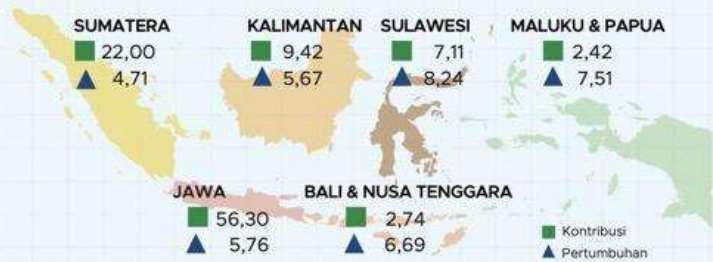 SUMATERA
22,00
4,71
KALIMANTAN
9,42
5,67
SULAWESI
7,11
8,24
MALUKU & PAPUA
2,42
7,51
JAWA
56,30
5,76
BALI & NUSA TENGGARA
2,74
6,69
Kontribusi
Pertumbuhan